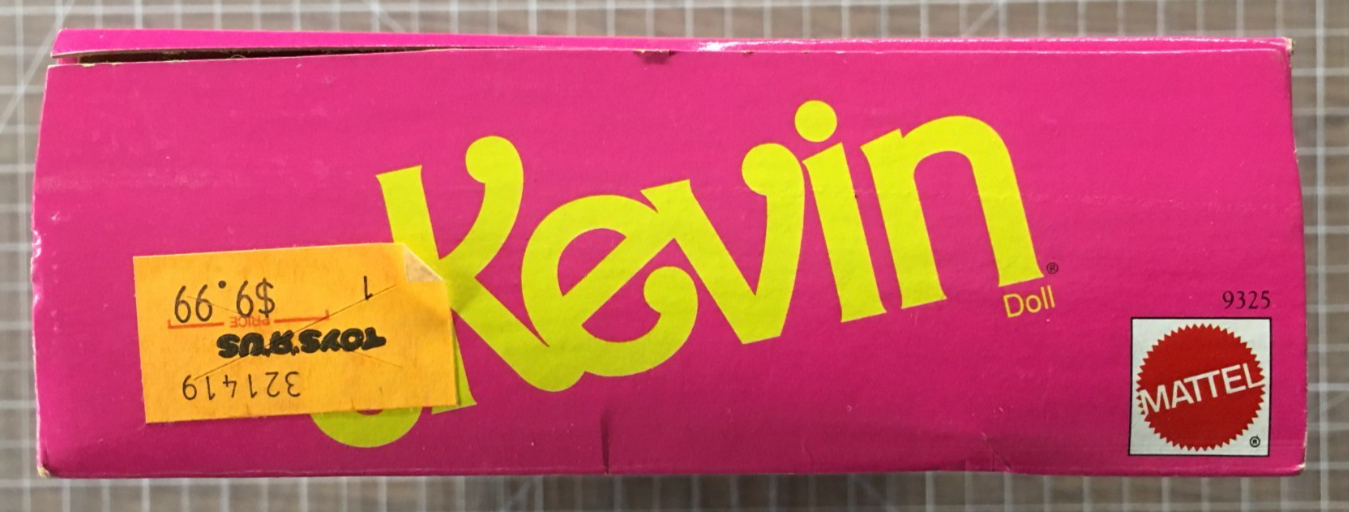 Kevin®
Doll
9325
MATTEL
®
321419
TOYS "R" US
PRICE
1 $9.99